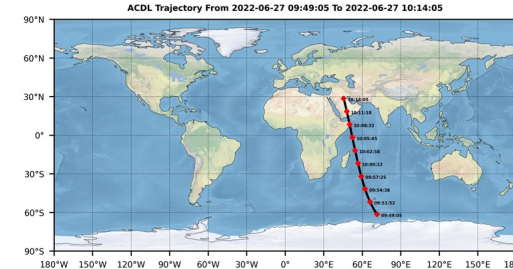 ACDL Trajectory From 2022-06-27 09:49:05 To 2022-06-27 10:14:05
90°N
60°N
30°N
0°
30°S
60°S
90°S
10:14:05
10:11:18
10:08:32
10:05:45
10:02:58
10:00:12
09:57:25
09:54:38
09:51:52
09:49:05
180°W 150°W 120°W 90°W 60°W 30°W 0° 30°E 60°E 90°E 120°E 150°E 18